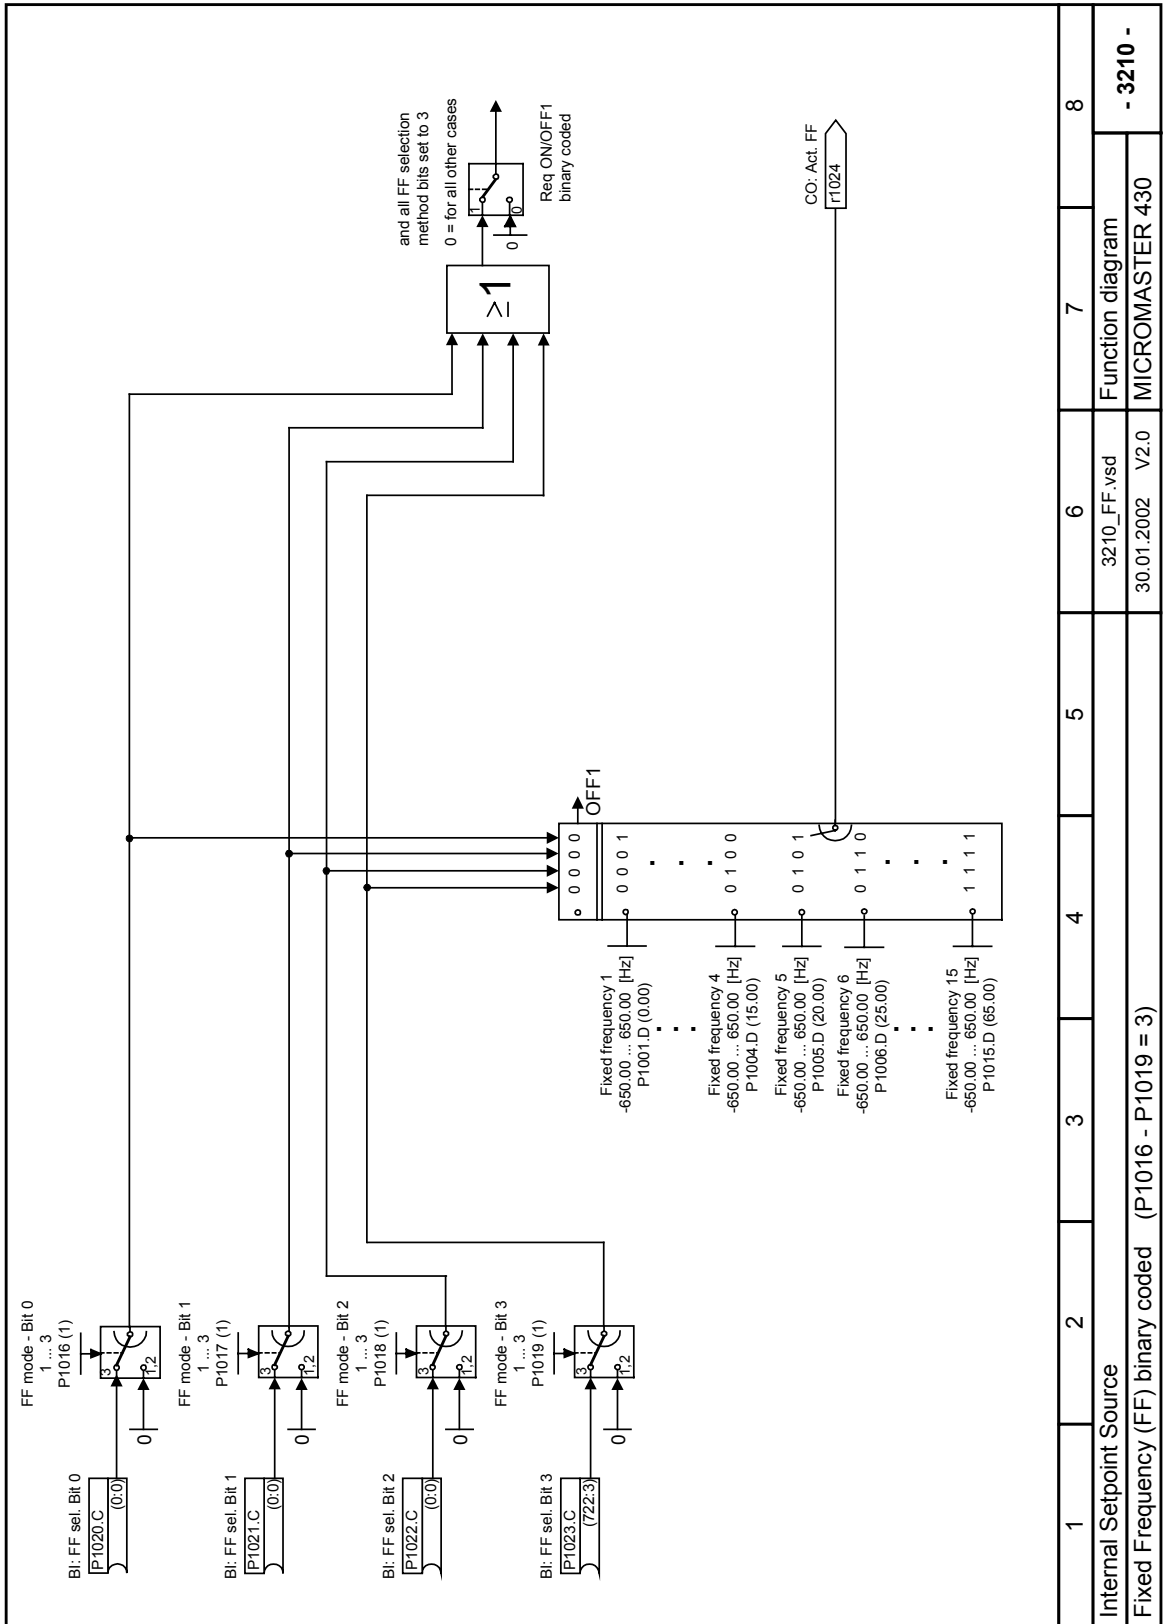 BI: FF sel. Bit 0
P1020.C
(0:0)
0
FF mode - Bit 0
1 ... 3
P1016 (1)
3
1,2
BI: FF sel. Bit 1
P1021.C
(0:0)
0
FF mode - Bit 1
1 ... 3
P1017 (1)
3
1,2
BI: FF sel. Bit 2
P1022.C
(0:0)
0
FF mode - Bit 2
1 ... 3
P1018 (1)
3
1,2
BI: FF sel. Bit 3
P1023.C
(722:3)
0
FF mode - Bit 3
1 ... 3
P1019 (1)
3
1,2
and all FF selection
method bits set to 3
0 = for all other cases
≥1
1
0
0
Req ON/OFF1
binary coded
0 0 0 0
OFF1
Fixed frequency 1
-650.00 ... 650.00 [Hz]
P1001.D (0.00)
0 0 0 1
. . .
. . .
Fixed frequency 4
-650.00 ... 650.00 [Hz]
P1004.D (15.00)
0 1 0 0
Fixed frequency 5
-650.00 ... 650.00 [Hz]
P1005.D (20.00)
0 1 0 1
Fixed frequency 6
-650.00 ... 650.00 [Hz]
P1006.D (25.00)
0 1 1 0
. . .
. . .
Fixed frequency 15
-650.00 ... 650.00 [Hz]
P1015.D (65.00)
1 1 1 1
CO: Act. FF
r1024
1 2 3 4 5 6 7 8
Internal Setpoint Source
3210_FF.vsd
Function diagram
- 3210 -
Fixed Frequency (FF) binary coded (P1016 - P1019 = 3)
30.01.2002 V2.0
MICROMASTER 430